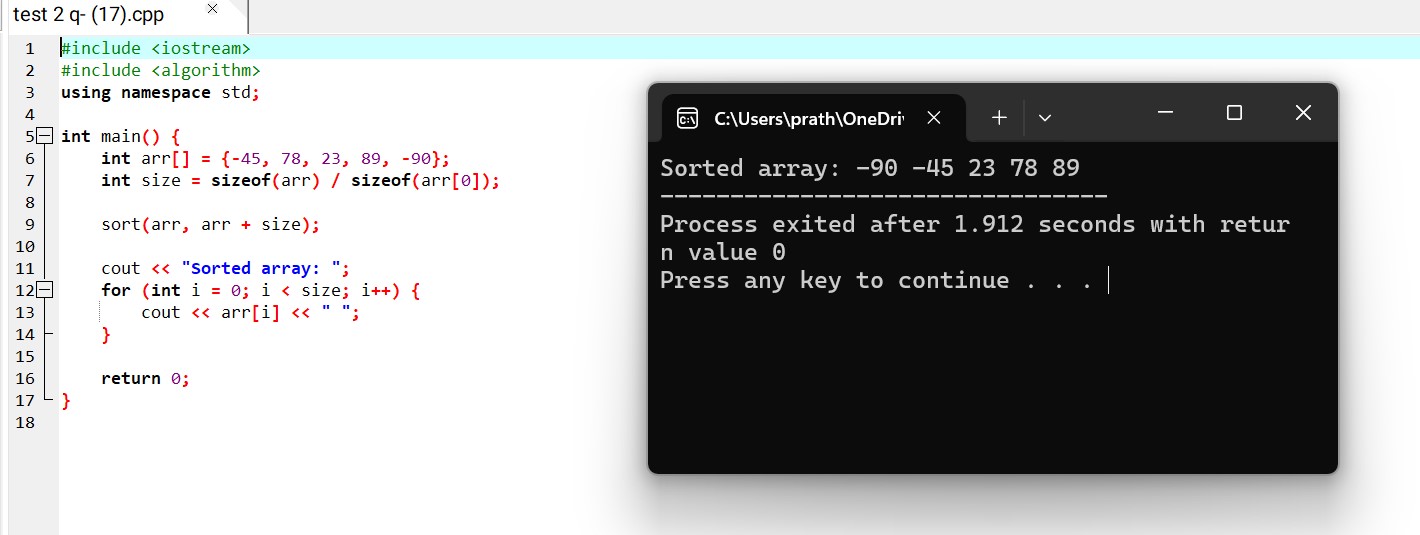 test 2 q- (17).cpp
1 #include <iostream>
2 #include <algorithm>
3 using namespace std;
4
5 int main() {
6 int arr[] = {-45, 78, 23, 89, -90};
7 int size = sizeof(arr) / sizeof(arr[0]);
8
9 sort(arr, arr + size);
10
11 cout << "Sorted array: ";
12 for (int i = 0; i < size; i++) {
13 cout << arr[i] << " ";
14 }
15
16 return 0;
17 }
18
C:\Users\prath\OneDri
Sorted array: -90 -45 23 78 89
--------------------------------
Process exited after 1.912 seconds with retur
n value 0
Press any key to continue . . .